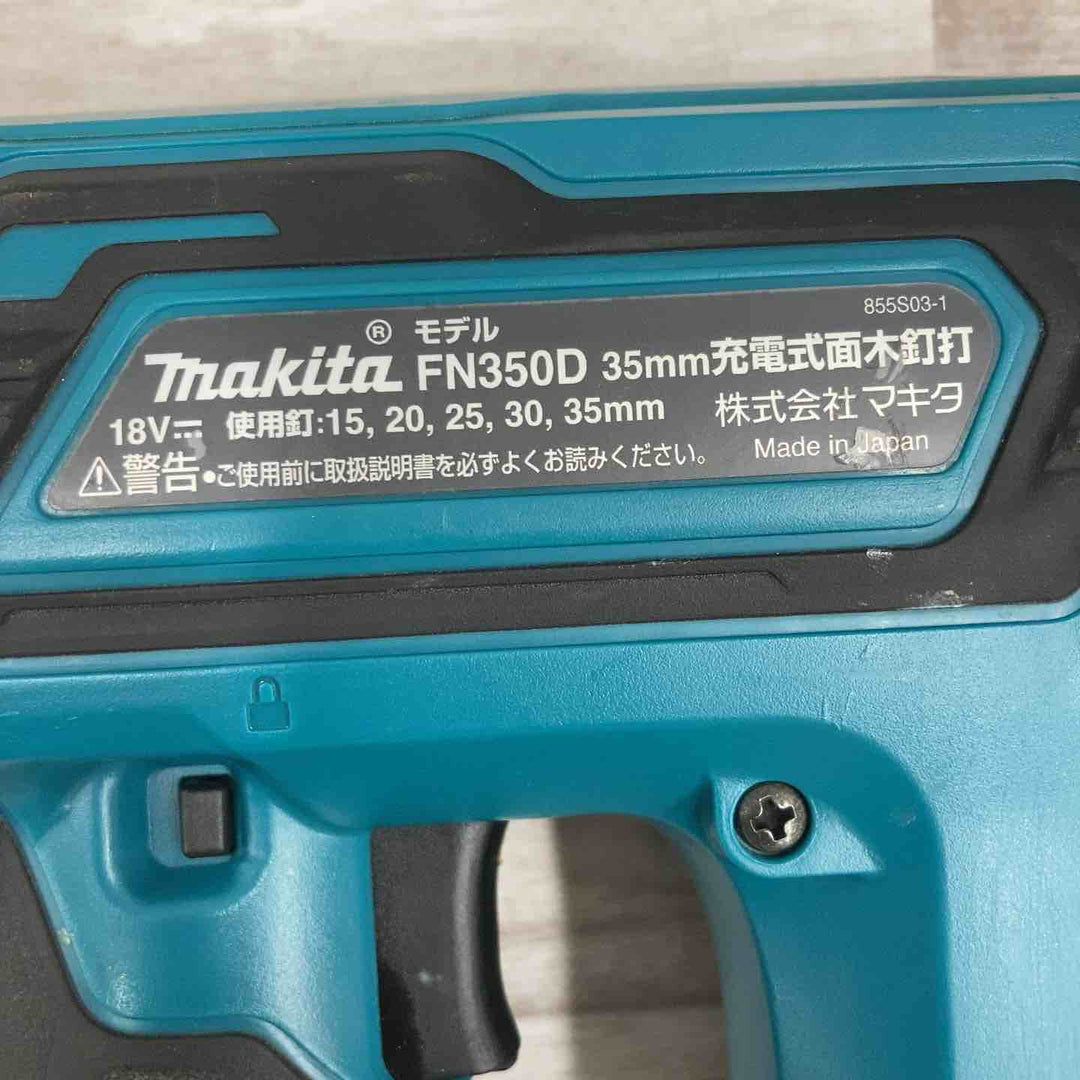 855S03-1
® モデル
makita FN350D 35mm充電式面木釘打
18V⎓ 使用釘:15, 20, 25, 30, 35mm 株式会社 マキタ
Made in Japan
⚠警告 •ご使用前に取扱説明書を必ずよくお読みください。